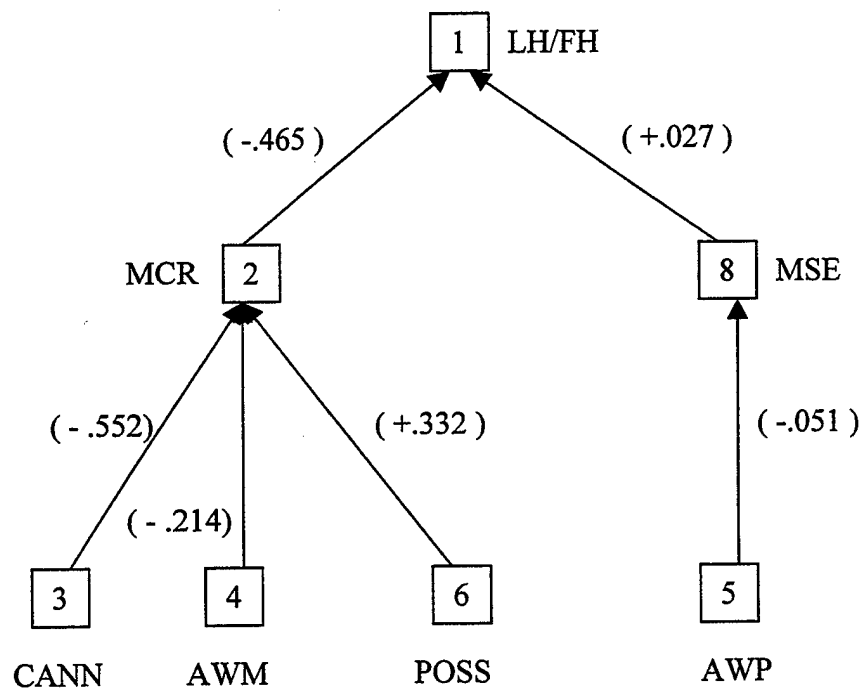 1 LH/FH
( -.465 ) ( +.027 )
MCR 2 8 MSE
( - .552) ( +.332 ) ( -.051 )
( - .214)
3 4 6 5
CANN AWM POSS AWP